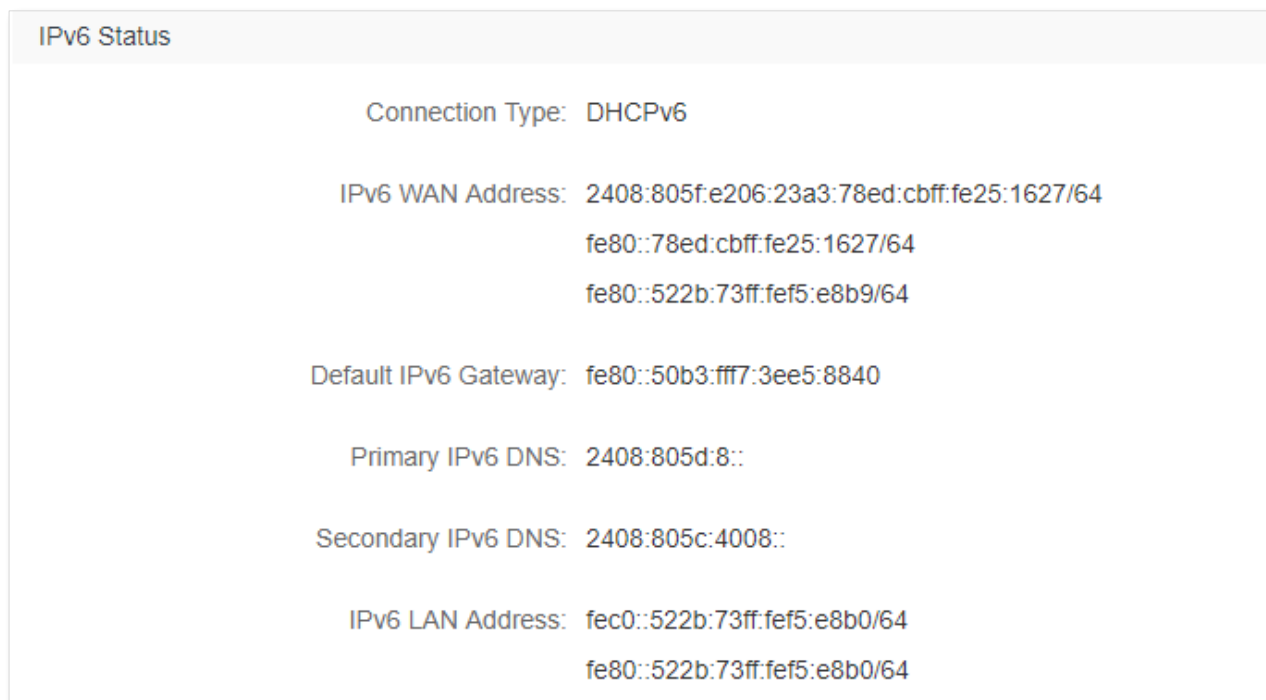 IPv6 Status
Connection Type: DHCPv6
IPv6 WAN Address: 2408:805f:e206:23a3:78ed:cbff:fe25:1627/64
fe80::78ed:cbff:fe25:1627/64
fe80::522b:73ff:fef5:e8b9/64
Default IPv6 Gateway: fe80::50b3:fff7:3ee5:8840
Primary IPv6 DNS: 2408:805d:8::
Secondary IPv6 DNS: 2408:805c:4008::
IPv6 LAN Address: fec0::522b:73ff:fef5:e8b0/64
fe80::522b:73ff:fef5:e8b0/64